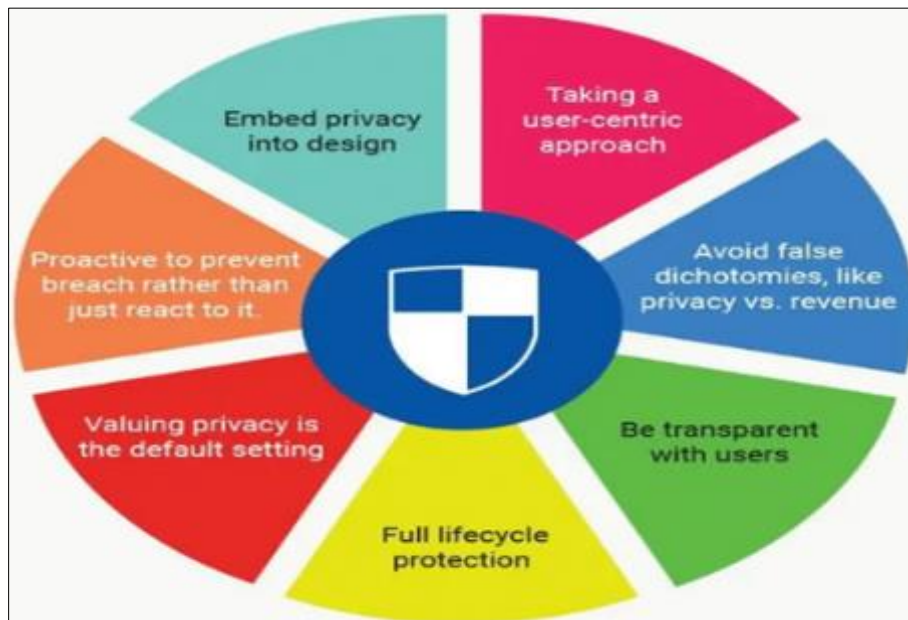 Embed privacy
into design
Taking a
user-centric
approach
Avoid false
dichotomies, like
privacy vs. revenue
Be transparent
with users
Full lifecycle
protection
Valuing privacy is
the default setting
Proactive to prevent
breach rather than
just react to it.